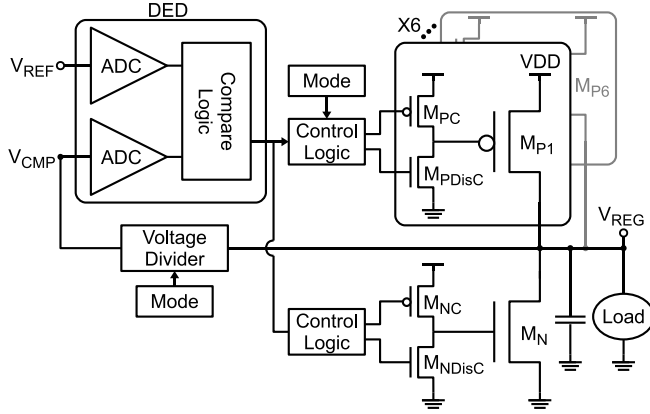 DED
X6
VREF
ADC
Compare Logic
Mode
VDD
MPC
MP1
MP6
VCMP
ADC
Control
Logic
MPDisC
Voltage
Divider
VREG
Mode
Control
Logic
MNC
MNDisC
MN
Load